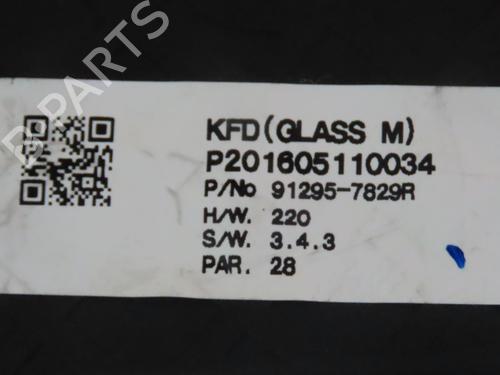 B-PARTS
KFD(GLASS M)
P201605110034
P/No 91295-7829R
H/W. 220
S/W. 3.4.3
PAR. 28